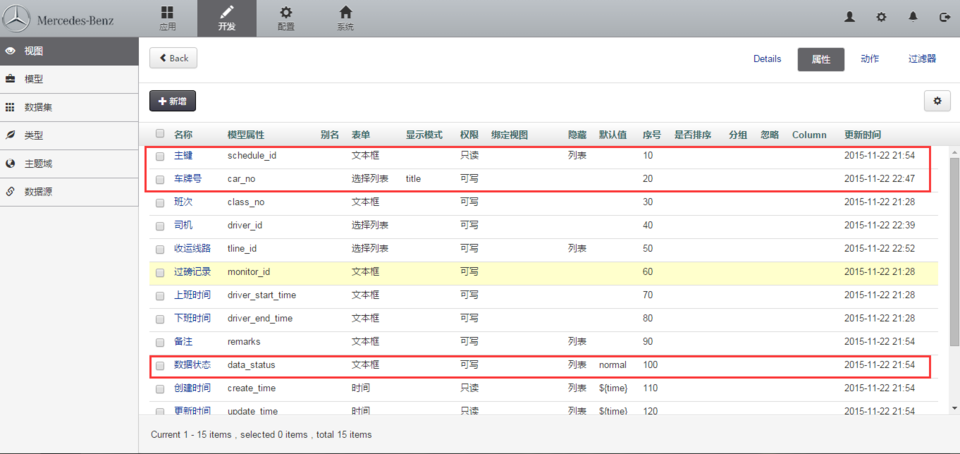 Mercedes-Benz
应用 开发 配置 系统
视图
模型
数据集
类型
主题域
数据源
Back
Details 属性 动作 过滤器
新增
名称 模型属性 别名 表单 显示模式 权限 绑定视图 隐藏 默认值 序号 是否排序 分组 忽略 Column 更新时间
主键 schedule_id 文本框 只读 列表 10 2015-11-22 21:54
车牌号 car_no 选择列表 title 可写 20 2015-11-22 22:47
班次 class_no 文本框 可写 30 2015-11-22 21:28
司机 driver_id 选择列表 可写 40 2015-11-22 22:39
收运线路 tline_id 选择列表 可写 列表 50 2015-11-22 22:52
过磅记录 monitor_id 文本框 可写 60 2015-11-22 21:28
上班时间 driver_start_time 文本框 可写 70 2015-11-22 21:28
下班时间 driver_end_time 文本框 可写 80 2015-11-22 21:28
备注 remarks 文本框 可写 列表 90 2015-11-22 21:54
数据状态 data_status 文本框 可写 列表 normal 100 2015-11-22 21:54
创建时间 create_time 时间 只读 列表 ${time} 110 2015-11-22 21:54
更新时间 update_time 时间 只读 列表 ${time} 120 2015-11-22 21:54
Current 1 - 15 items , selected 0 items , total 15 items